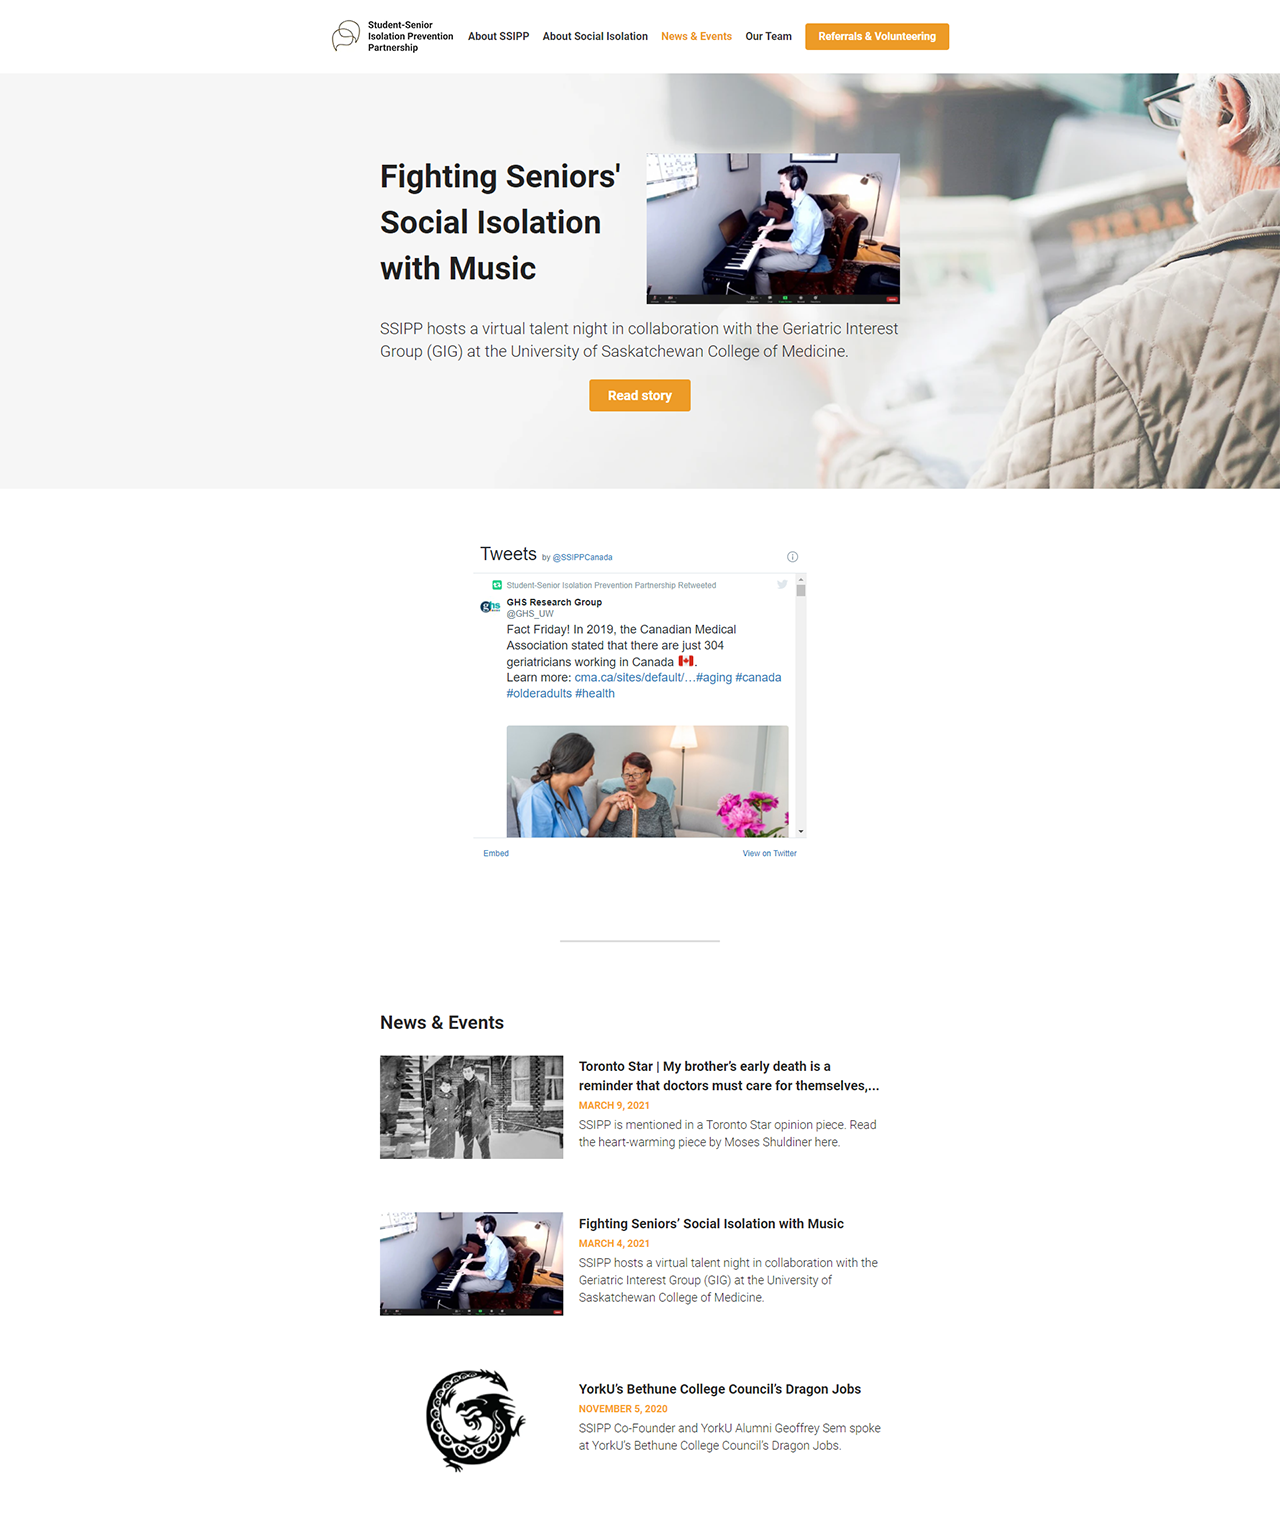 Student-Senior
Isolation Prevention
Partnership
About SSIPP
About Social Isolation
News & Events
Our Team
Referrals & Volunteering
Fighting Seniors'
Social Isolation
with Music
SSIPP hosts a virtual talent night in collaboration with the Geriatric Interest
Group (GIG) at the University of Saskatchewan College of Medicine.
Read story
Tweets by @SSIPPCanada
Student-Senior Isolation Prevention Partnership Retweeted
ghs
GHS Research Group
@GHS_UW
Fact Friday! In 2019, the Canadian Medical
Association stated that there are just 304
geriatricians working in Canada 🇨🇦.
Learn more: cma.ca/sites/default/…#aging #canada
#olderadults #health
Embed
View on Twitter
News & Events
Toronto Star | My brother’s early death is a
reminder that doctors must care for themselves,...
MARCH 9, 2021
SSIPP is mentioned in a Toronto Star opinion piece. Read
the heart-warming piece by Moses Shuldiner here.
Fighting Seniors’ Social Isolation with Music
MARCH 4, 2021
SSIPP hosts a virtual talent night in collaboration with the
Geriatric Interest Group (GIG) at the University of
Saskatchewan College of Medicine.
YorkU’s Bethune College Council’s Dragon Jobs
NOVEMBER 5, 2020
SSIPP Co-Founder and YorkU Alumni Geoffrey Sem spoke
at YorkU’s Bethune College Council’s Dragon Jobs.